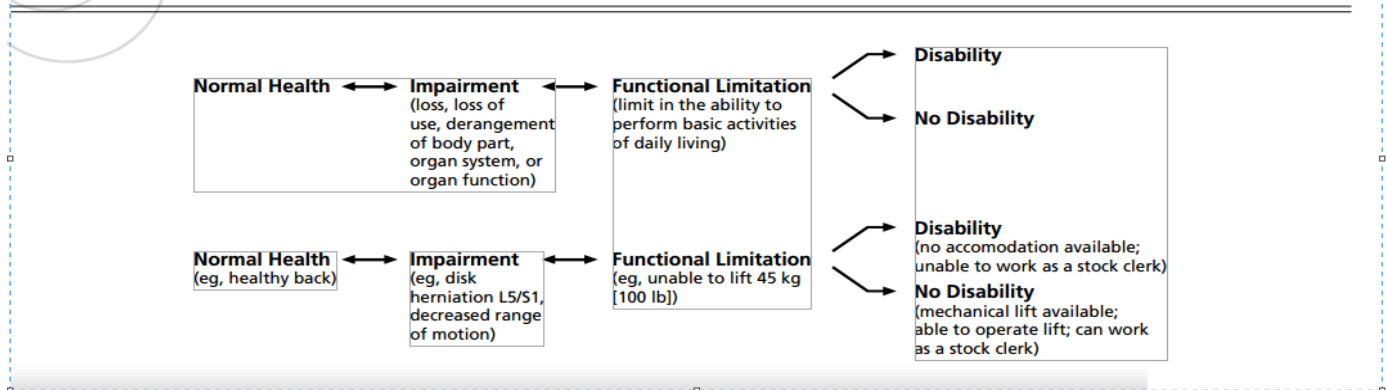 Normal Health
Impairment
(loss, loss of
use, derangement
of body part,
organ system, or
organ function)
Functional Limitation
(limit in the ability to
perform basic activities
of daily living)
Disability
No Disability
Normal Health
(eg, healthy back)
Impairment
(eg, disk
herniation L5/S1,
decreased range
of motion)
Functional Limitation
(eg, unable to lift 45 kg
[100 lb])
Disability
(no accomodation available;
unable to work as a stock clerk)
No Disability
(mechanical lift available;
able to operate lift; can work
as a stock clerk)